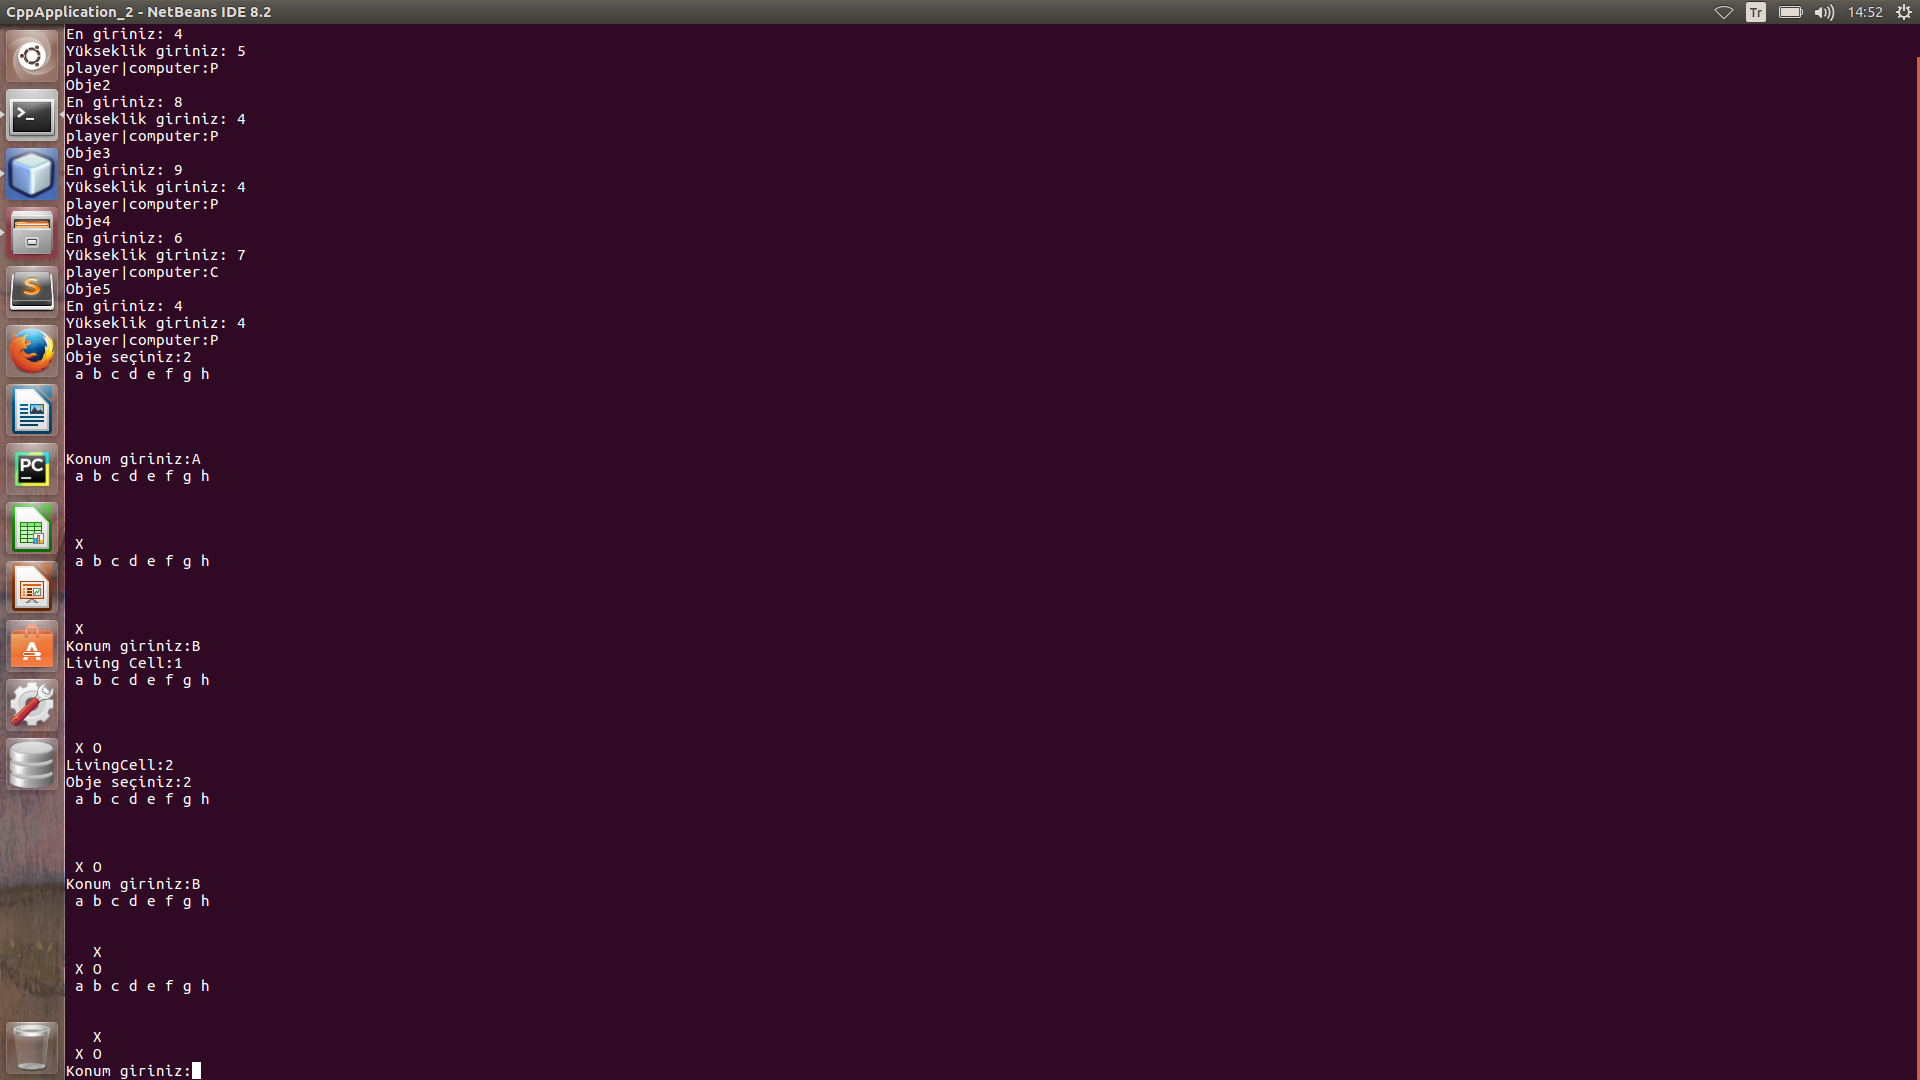 CppApplication_2 - NetBeans IDE 8.2
Tr
14:52
En giriniz: 4
Yükseklik giriniz: 5
player|computer:P
Obje2
En giriniz: 8
Yükseklik giriniz: 4
player|computer:P
Obje3
En giriniz: 9
Yükseklik giriniz: 4
player|computer:P
Obje4
En giriniz: 6
Yükseklik giriniz: 7
player|computer:C
Obje5
En giriniz: 4
Yükseklik giriniz: 4
player|computer:P
Obje seçiniz:2
a b c d e f g h
Konum giriniz:A
a b c d e f g h
X
a b c d e f g h
X
Konum giriniz:B
Living Cell:1
a b c d e f g h
X O
LivingCell:2
Obje seçiniz:2
a b c d e f g h
X O
Konum giriniz:B
a b c d e f g h
X
X O
a b c d e f g h
X
X O
Konum giriniz:
S
PC
A